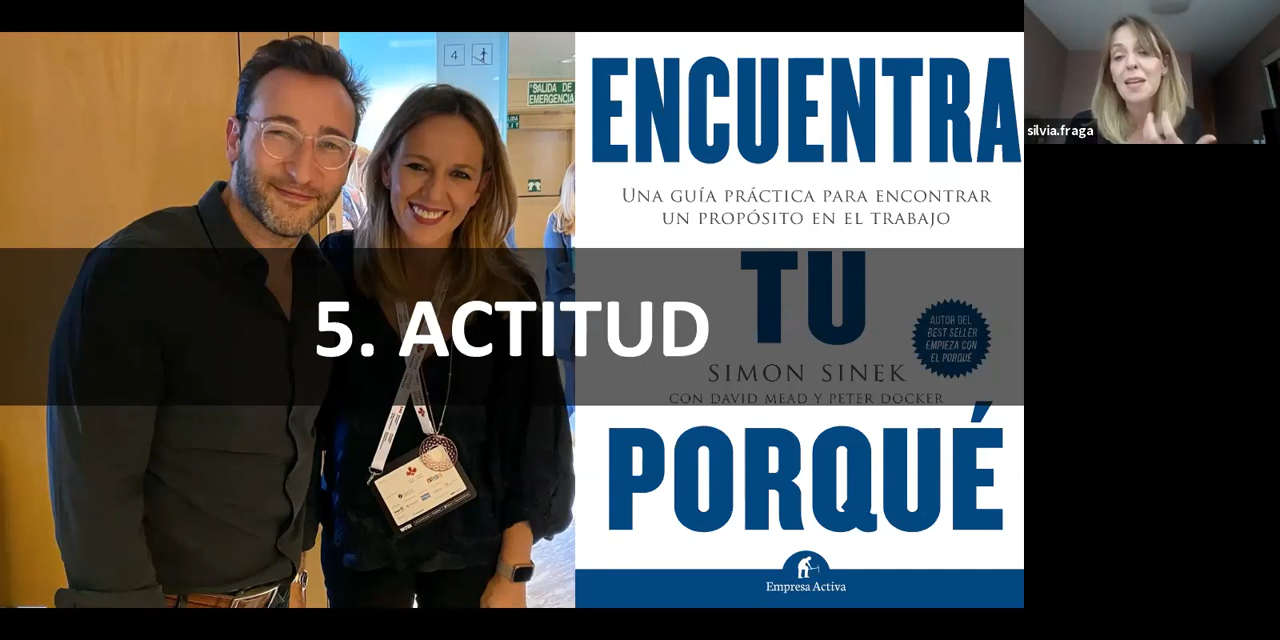 4
SALIDA DE
EMERGENCIA
ENCUENTRA
UNA GUÍA PRÁCTICA PARA ENCONTRAR
UN PROPÓSITO EN EL TRABAJO
TU
5. ACTITUD
AUTOR DEL
BEST SELLER
EMPIEZA CON
EL PORQUÉ
SIMON SINEK
CON DAVID MEAD Y PETER DOCKER
PORQUÉ
Empresa Activa
silvia.fraga